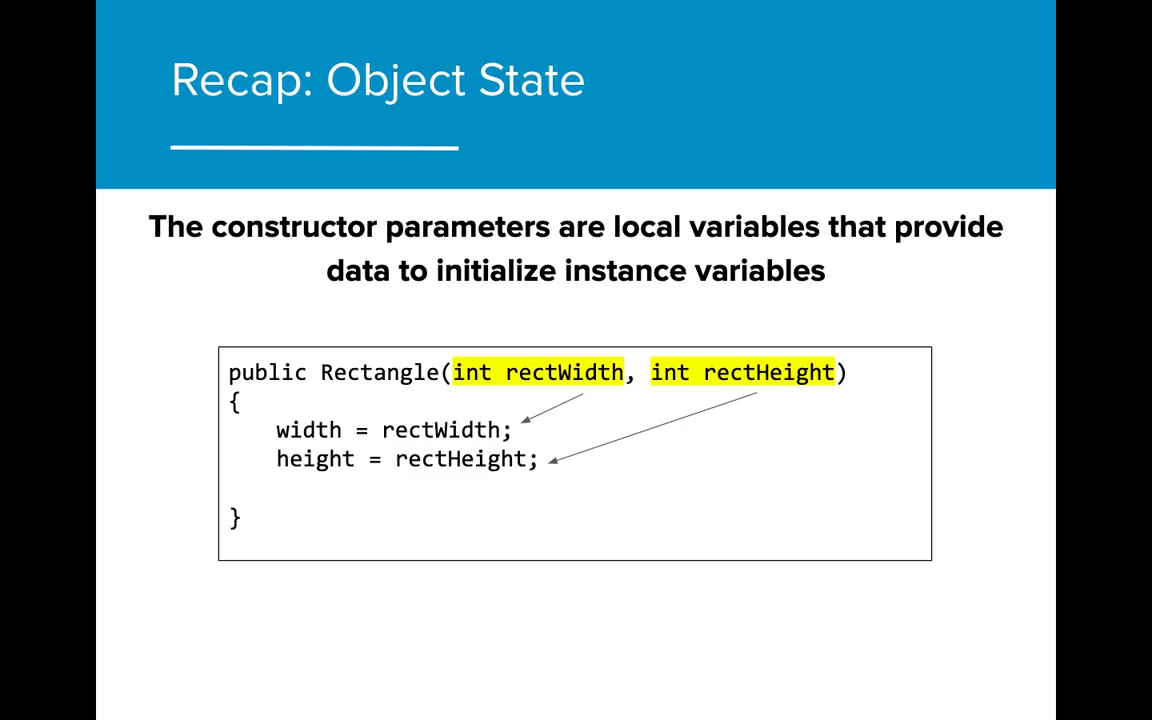 Recap: Object State
The constructor parameters are local variables that provide
data to initialize instance variables
public Rectangle(int rectWidth, int rectHeight)
{
    width = rectWidth;
    height = rectHeight;
}